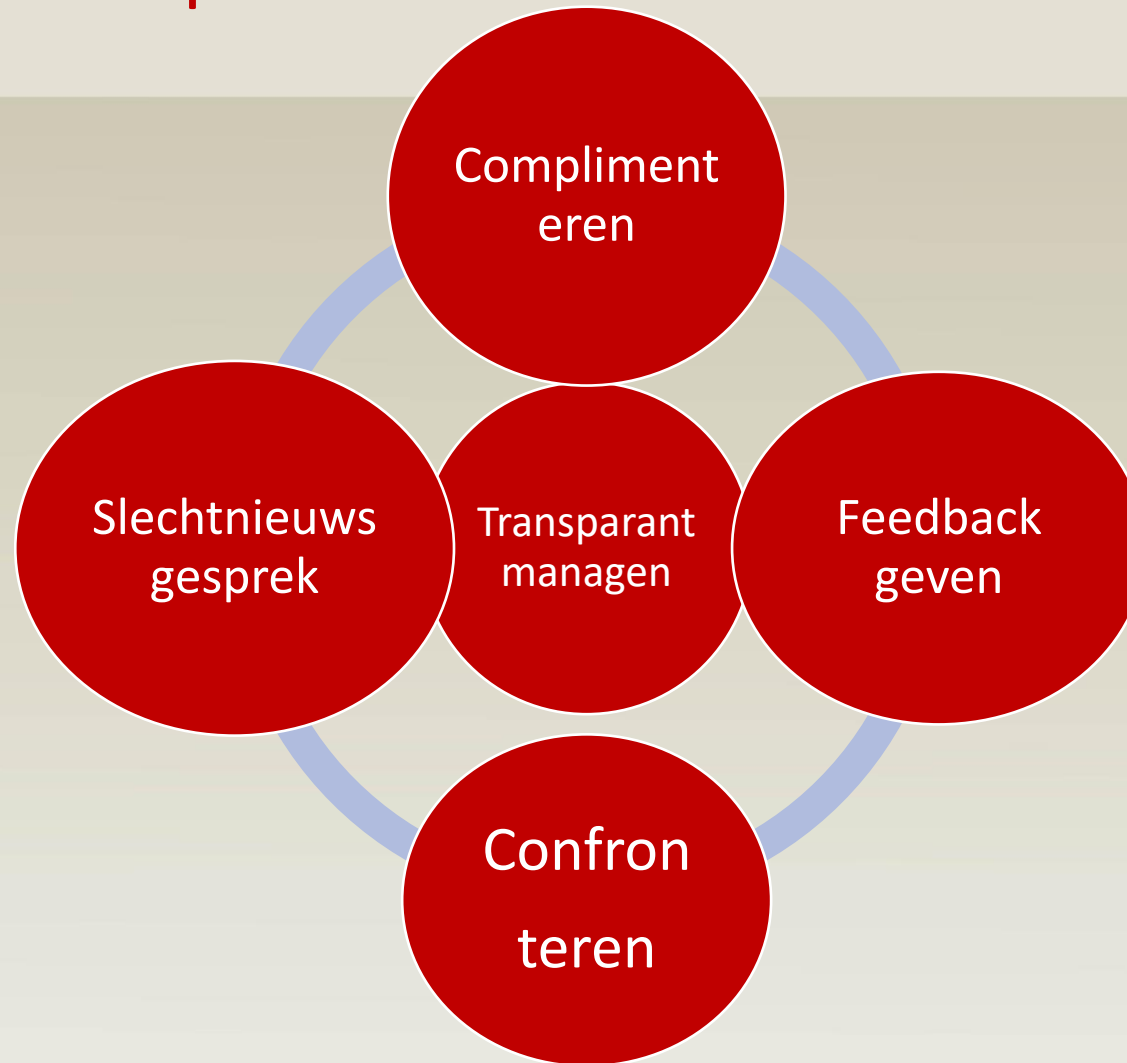 Compliment
eren
Slechtnieuws
gesprek
Transparant
managen
Feedback
geven
Confron
teren